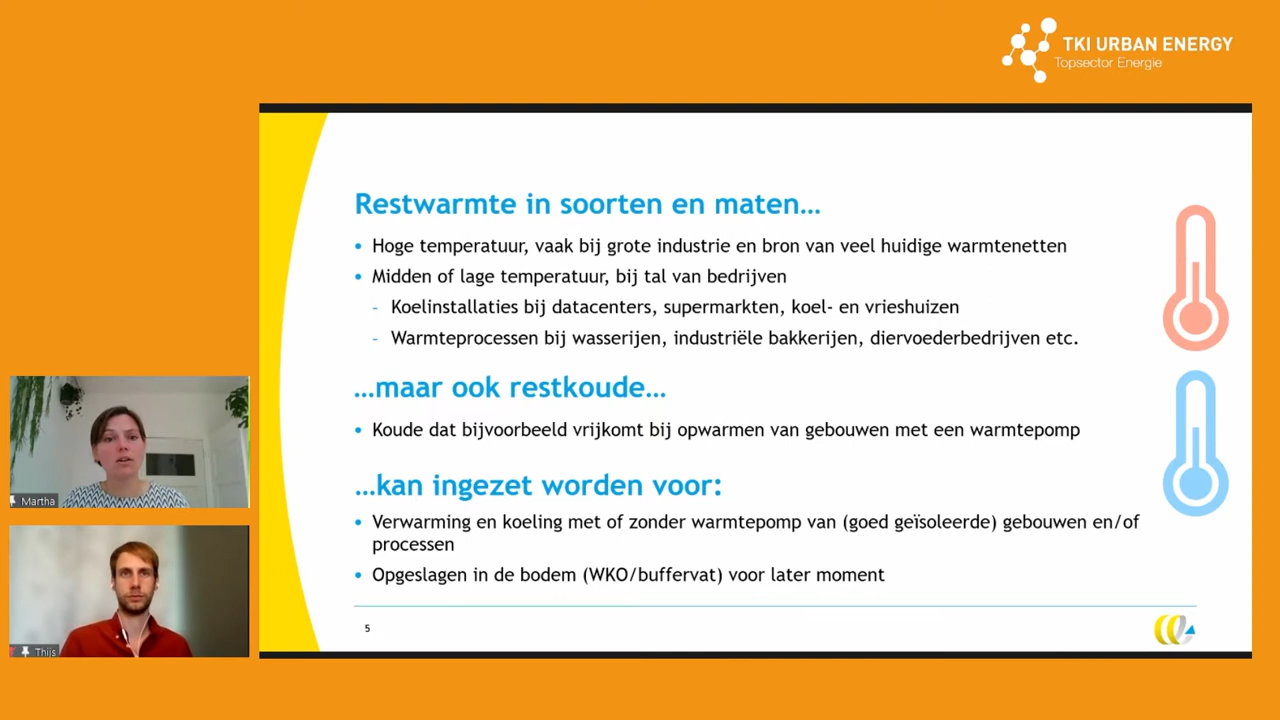 TKI URBAN ENERGY
Topsector Energie
Restwarmte in soorten en maten…
• Hoge temperatuur, vaak bij grote industrie en bron van veel huidige warmtenetten
• Midden of lage temperatuur, bij tal van bedrijven
- Koelinstallaties bij datacenters, supermarkten, koel- en vrieshuizen
- Warmteprocessen bij wasserijen, industriële bakkerijen, diervoederbedrijven etc.
…maar ook restkoude…
• Koude dat bijvoorbeeld vrijkomt bij opwarmen van gebouwen met een warmtepomp
…kan ingezet worden voor:
• Verwarming en koeling met of zonder warmtepomp van (goed geïsoleerde) gebouwen en/of
processen
• Opgeslagen in de bodem (WKO/buffervat) voor later moment
5
Martha
Thijs